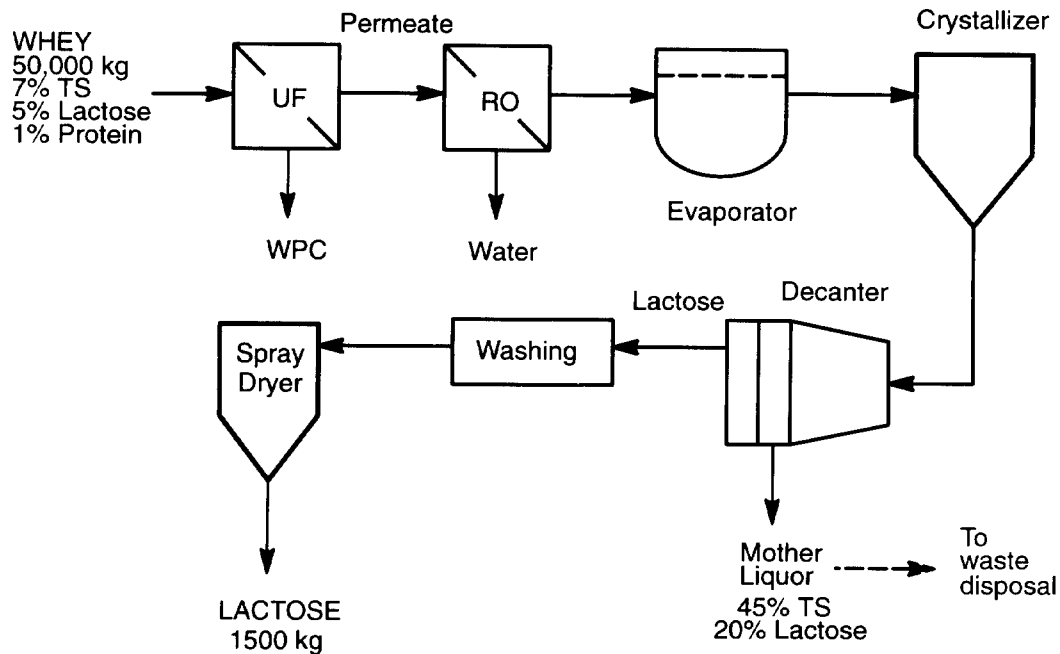 WHEY
50,000 kg
7% TS
5% Lactose
1% Protein
UF
Permeate
RO
Evaporator
Crystallizer
WPC
Water
Decanter
Lactose
Washing
Spray
Dryer
LACTOSE
1500 kg
Mother
Liquor
45% TS
20% Lactose
To
waste
disposal